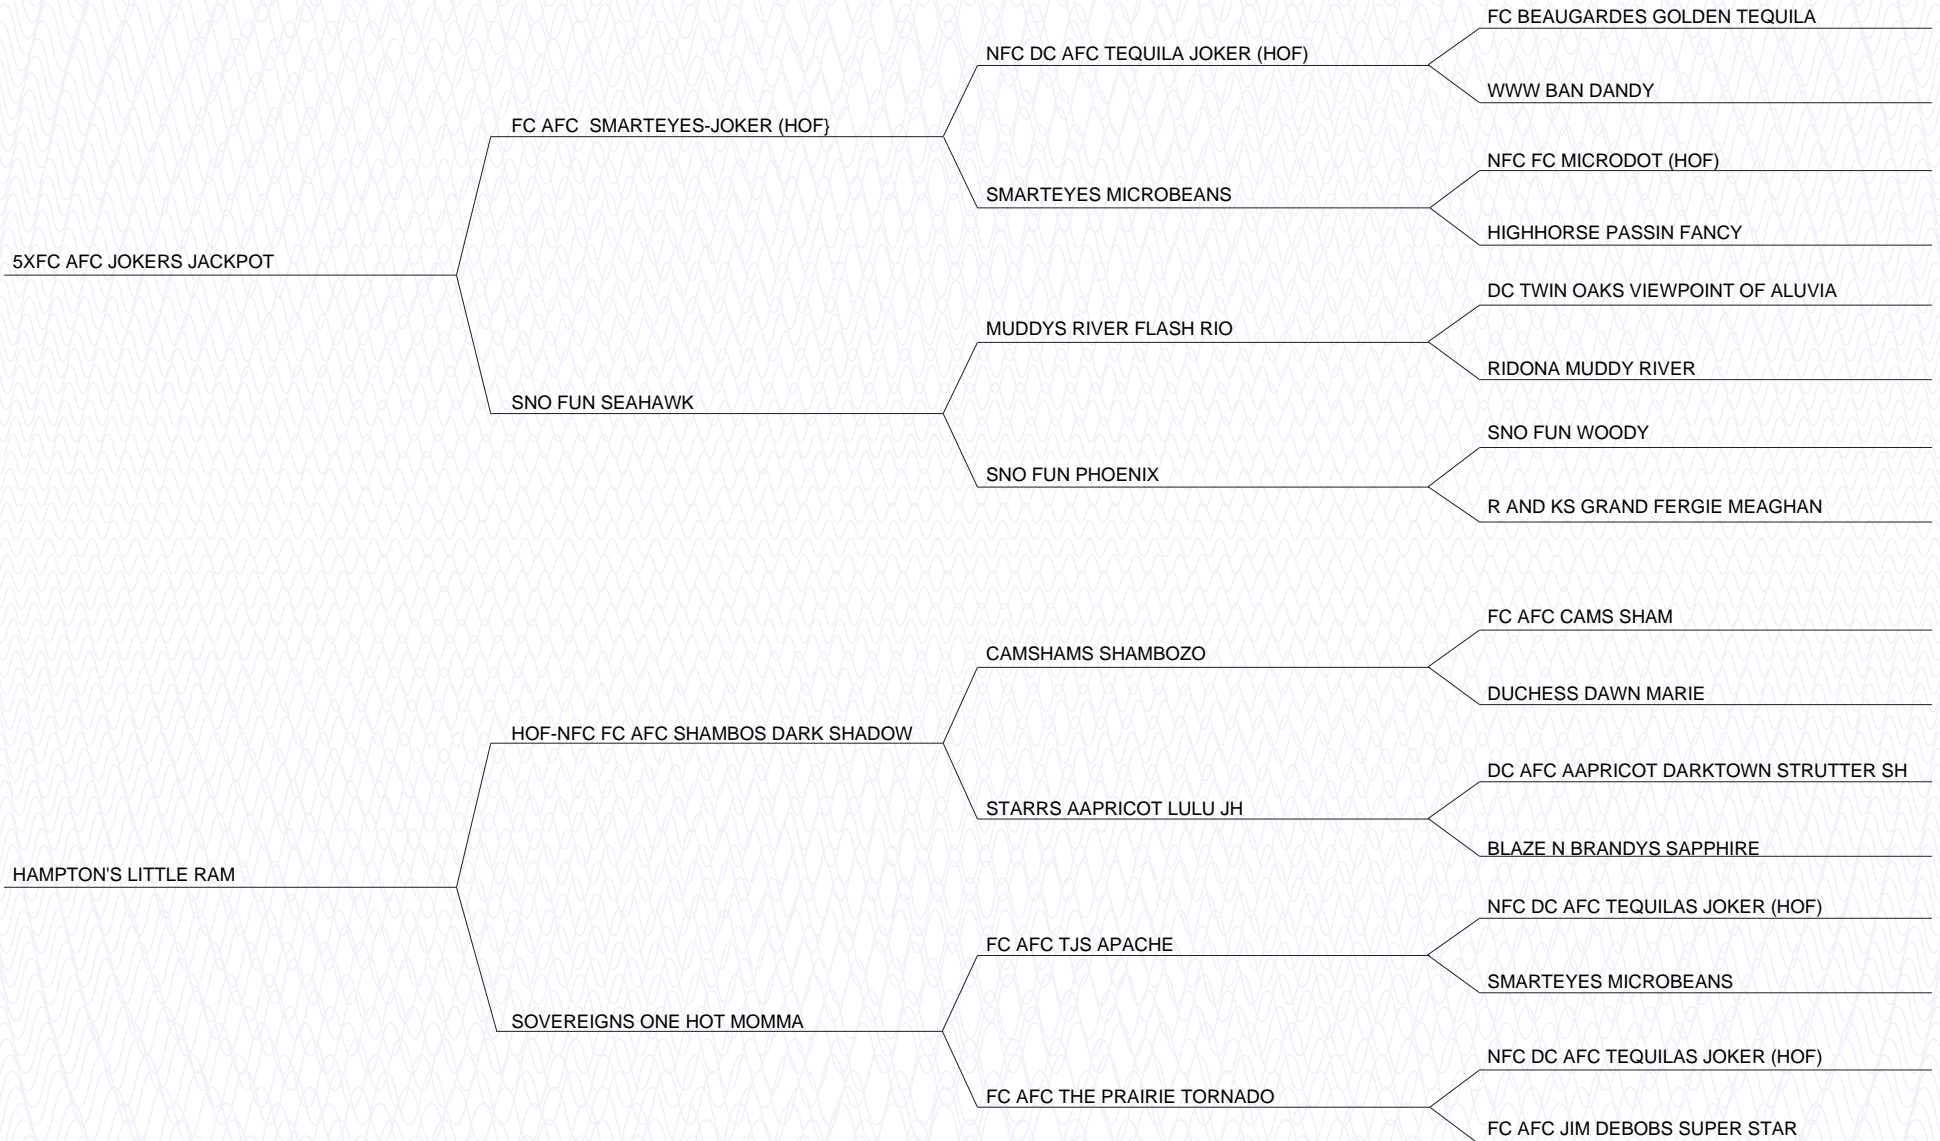 FC BEAUGARDES GOLDEN TEQUILA
NFC DC AFC TEQUILA JOKER (HOF)
WWW BAN DANDY
FC AFC  SMARTEYES-JOKER (HOF}
NFC FC MICRODOT (HOF)
SMARTEYES MICROBEANS
HIGHHORSE PASSIN FANCY
5XFC AFC JOKERS JACKPOT
DC TWIN OAKS VIEWPOINT OF ALUVIA
MUDDYS RIVER FLASH RIO
RIDONA MUDDY RIVER
SNO FUN SEAHAWK
SNO FUN WOODY
SNO FUN PHOENIX
R AND KS GRAND FERGIE MEAGHAN
FC AFC CAMS SHAM
CAMSHAMS SHAMBOZO
DUCHESS DAWN MARIE
HOF-NFC FC AFC SHAMBOS DARK SHADOW
DC AFC AAPRICOT DARKTOWN STRUTTER SH
STARRS AAPRICOT LULU JH
BLAZE N BRANDYS SAPPHIRE
HAMPTON'S LITTLE RAM
NFC DC AFC TEQUILAS JOKER (HOF)
FC AFC TJS APACHE
SMARTEYES MICROBEANS
SOVEREIGNS ONE HOT MOMMA
NFC DC AFC TEQUILAS JOKER (HOF)
FC AFC THE PRAIRIE TORNADO
FC AFC JIM DEBOBS SUPER STAR